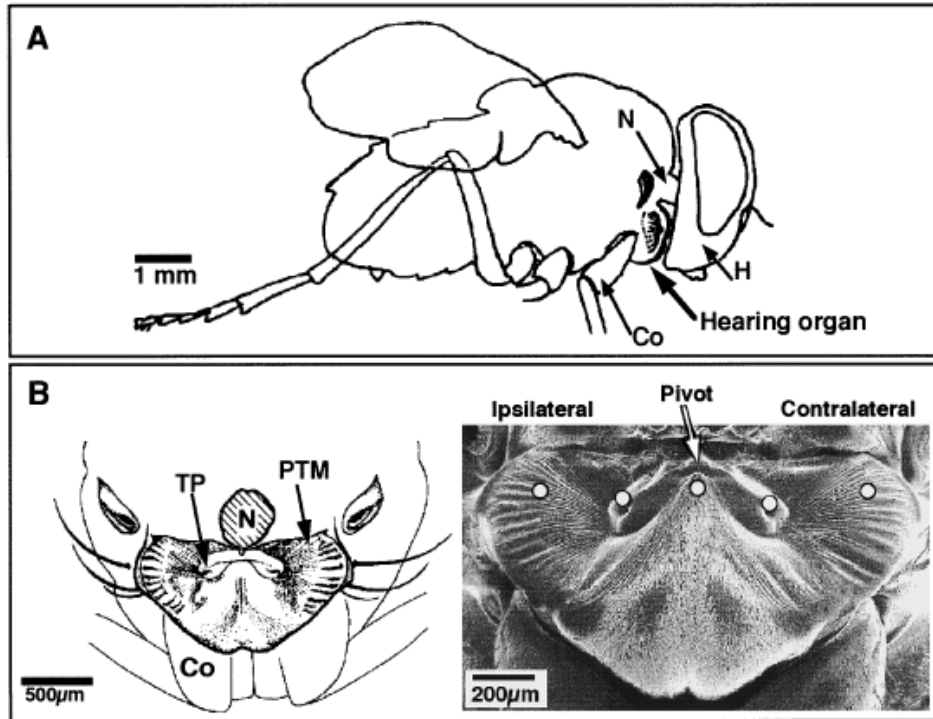 A
N
1 mm
H
Hearing organ
Co
B
Pivot
Ipsilateral
Contralateral
TP
PTM
N
Co
500µm
200µm